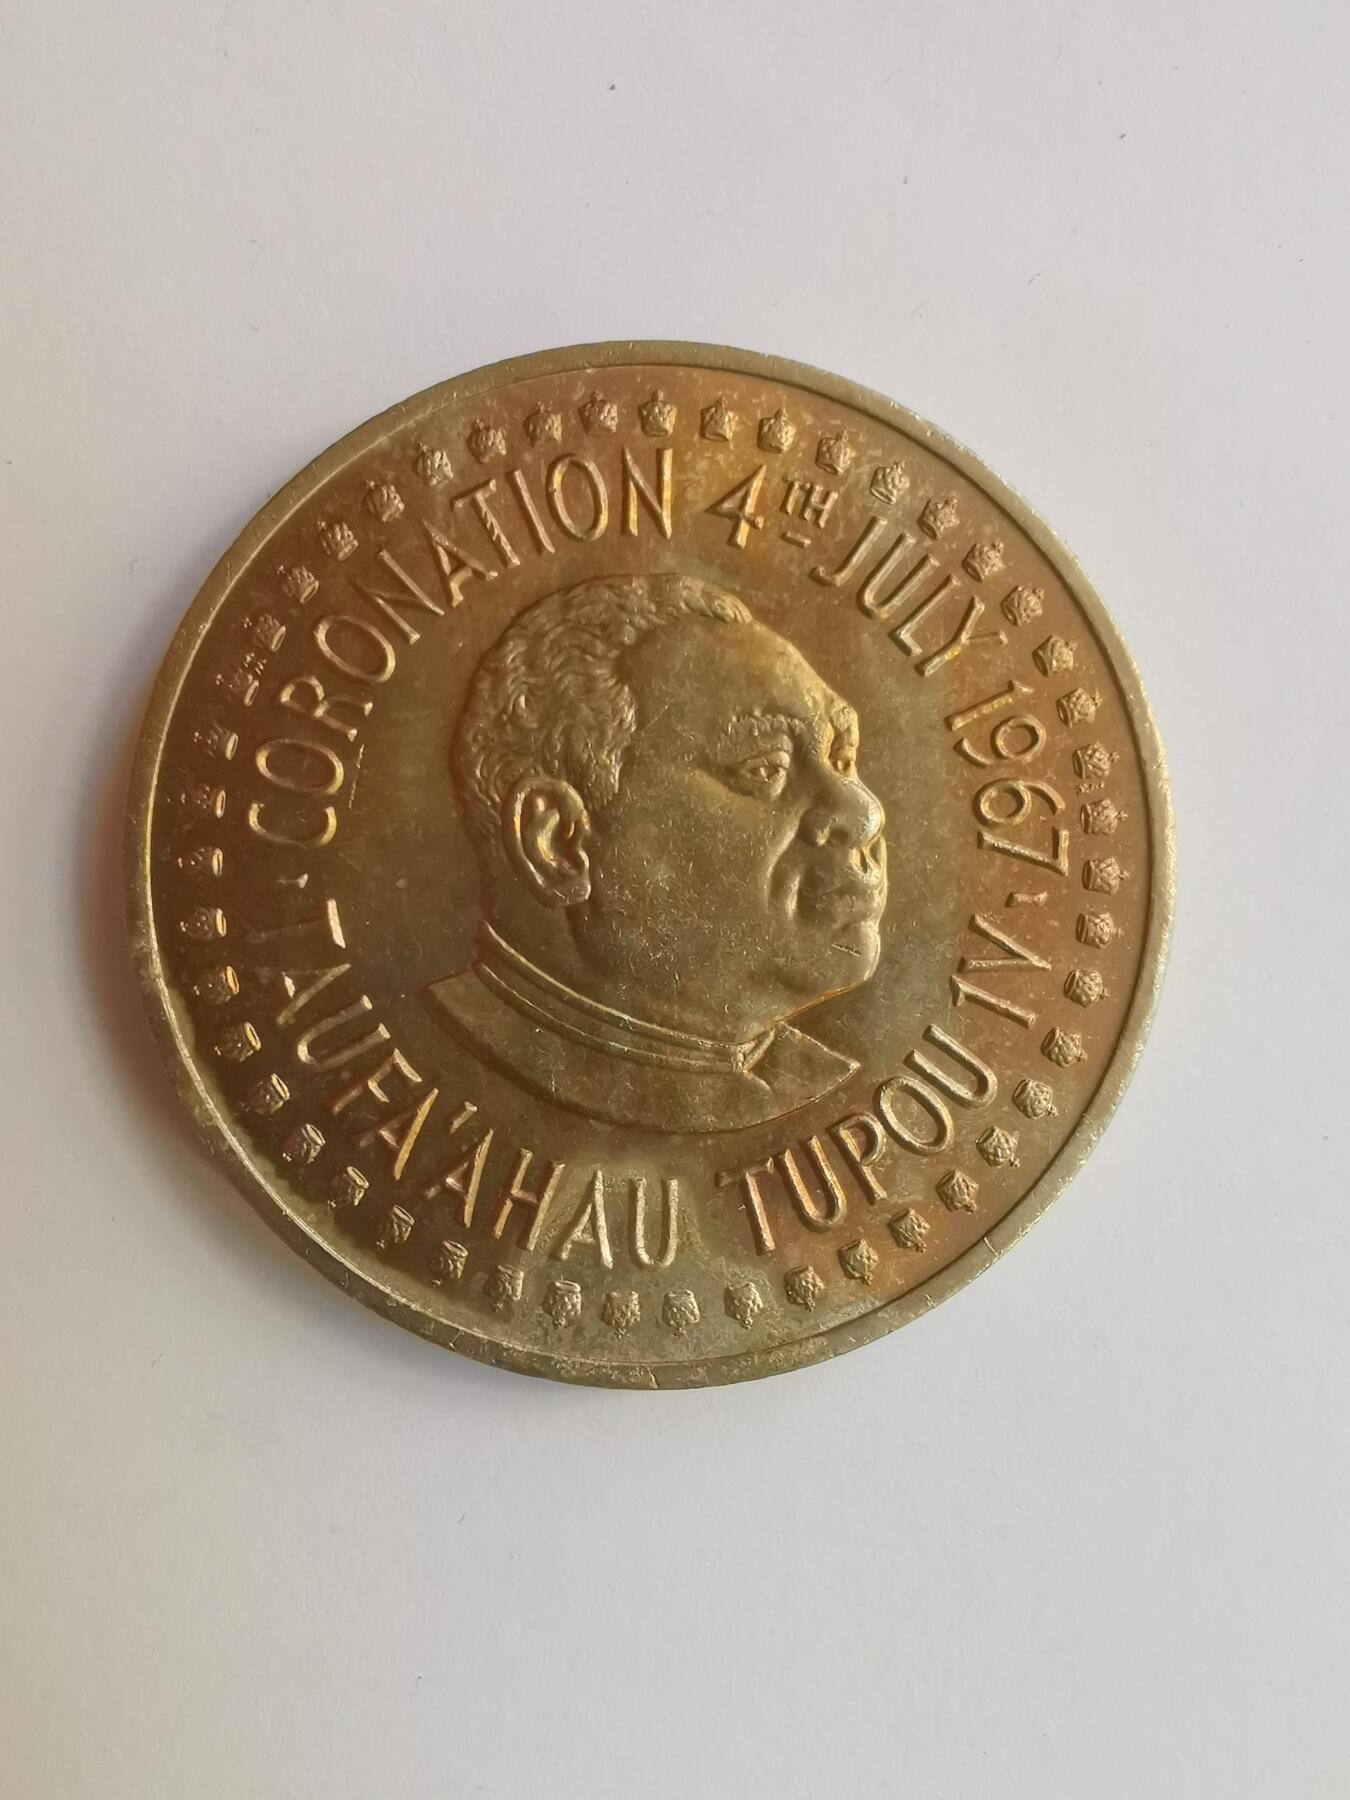 CORONATION 4TH JULY 1967 ·
TAUFA'AHAU TUPOU IV ·